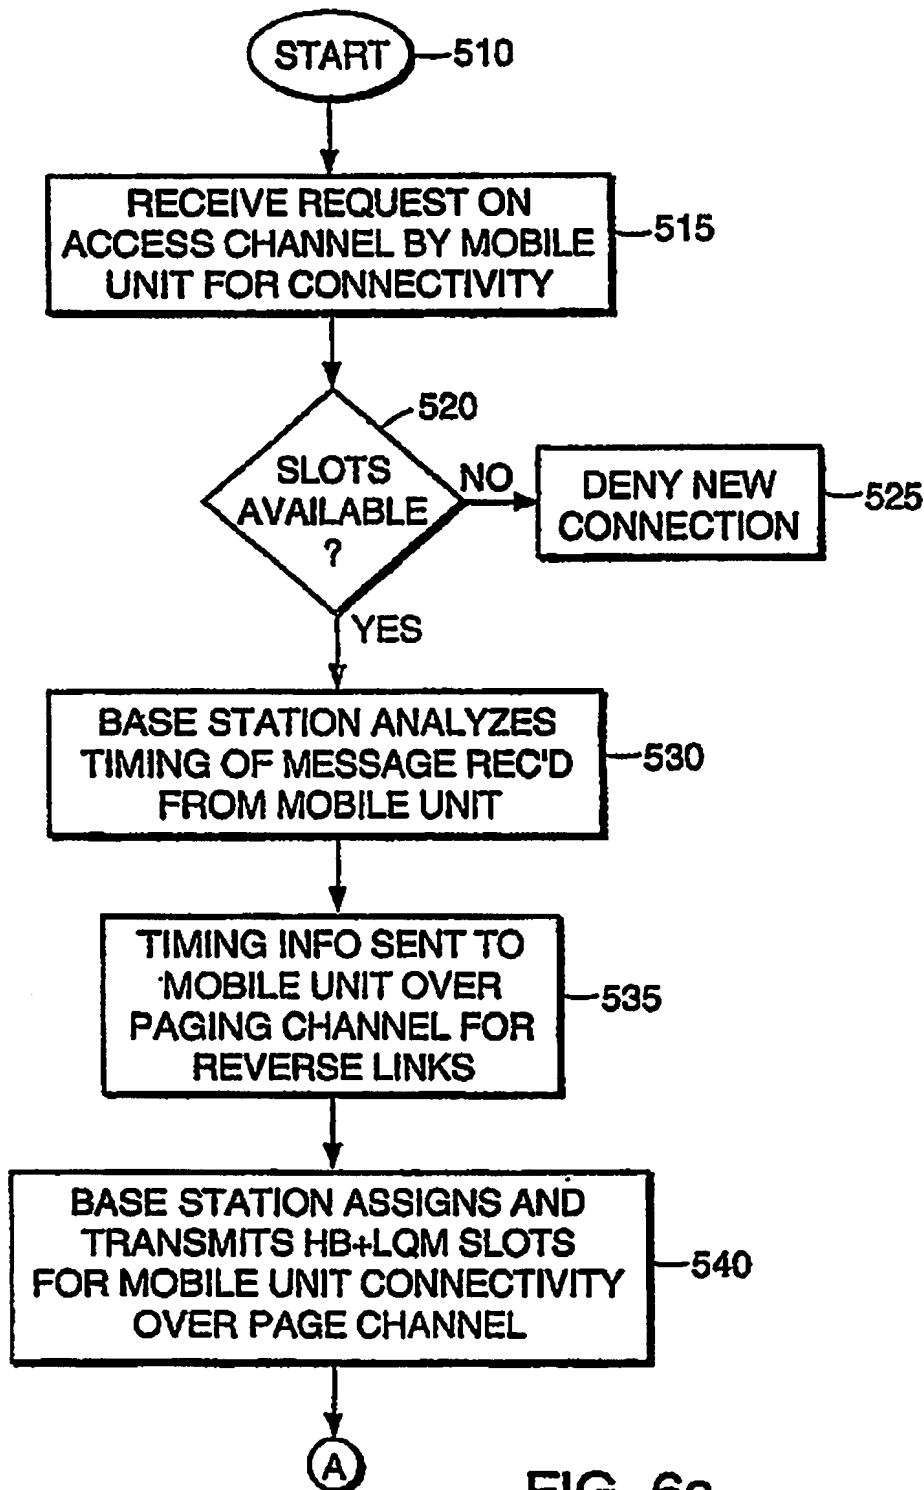 START
510
RECEIVE REQUEST ON
ACCESS CHANNEL BY MOBILE
UNIT FOR CONNECTIVITY
515
520
SLOTS
AVAILABLE
?
NO
DENY NEW
CONNECTION
525
YES
BASE STATION ANALYZES
TIMING OF MESSAGE REC'D
FROM MOBILE UNIT
530
TIMING INFO SENT TO
MOBILE UNIT OVER
PAGING CHANNEL FOR
REVERSE LINKS
535
BASE STATION ASSIGNS AND
TRANSMITS HB+LQM SLOTS
FOR MOBILE UNIT CONNECTIVITY
OVER PAGE CHANNEL
540
A
FIG. 6a